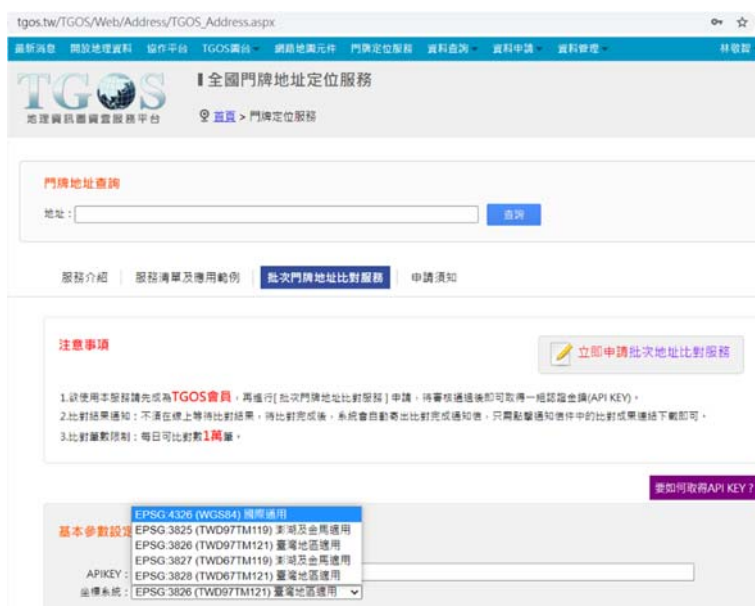 tgos.tw/TGOS/Web/Address/TGOS_Address.aspx
最新消息 開放地理資料 協作平台 TGOS圖台 網路地圖元件 門牌定位服務 資料查詢 資料申請 資料管理 林敬智
TGOS
地理資訊圖資雲服務平台
全國門牌地址定位服務
首頁 > 門牌定位服務
門牌地址查詢
地址：
查詢
服務介紹 服務清單及應用範例 批次門牌地址比對服務 申請須知
注意事項
立即申請批次地址比對服務
1.欲使用本服務請先成為TGOS會員，再進行[批次門牌地址比對服務]申請，待審核通過後即可取得一組認證金鑰(API KEY)。
2.比對結果通知：不須在線上等待比對結果，待比對完成後，系統會自動寄出比對完成通知信，只需點擊通知信件中的比對成果連結下載即可。
3.比對筆數限制：每日可比對數1萬筆。
要如何取得API KEY？
基本參數設定
EPSG:4326 (WGS84) 國際通用
EPSG:3825 (TWD97TM119) 澎湖及金馬適用
EPSG:3826 (TWD97TM121) 臺灣地區適用
EPSG:3827 (TWD67TM119) 澎湖及金馬適用
EPSG:3828 (TWD67TM121) 臺灣地區適用
APIKEY：
坐標系統： EPSG:3826 (TWD97TM121) 臺灣地區適用